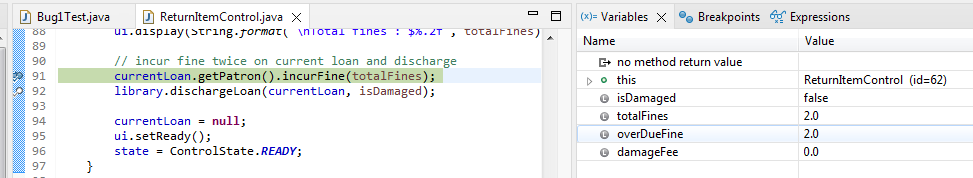 Bug1Test.java ReturnItemControl.java
88 ui.display(String.format("\nTotal fines : $%.2f", totalFines)
89
90 // incur fine twice on current loan and discharge
91 currentLoan.getPatron().incurFine(totalFines);
92 library.dischargeLoan(currentLoan, isDamaged);
93
94 currentLoan = null;
95 ui.setReady();
96 state = ControlState.READY;
97 }
(x)= Variables Breakpoints Expressions
Name Value
no method return value
this ReturnItemControl (id=62)
isDamaged false
totalFines 2.0
overDueFine 2.0
damageFee 0.0